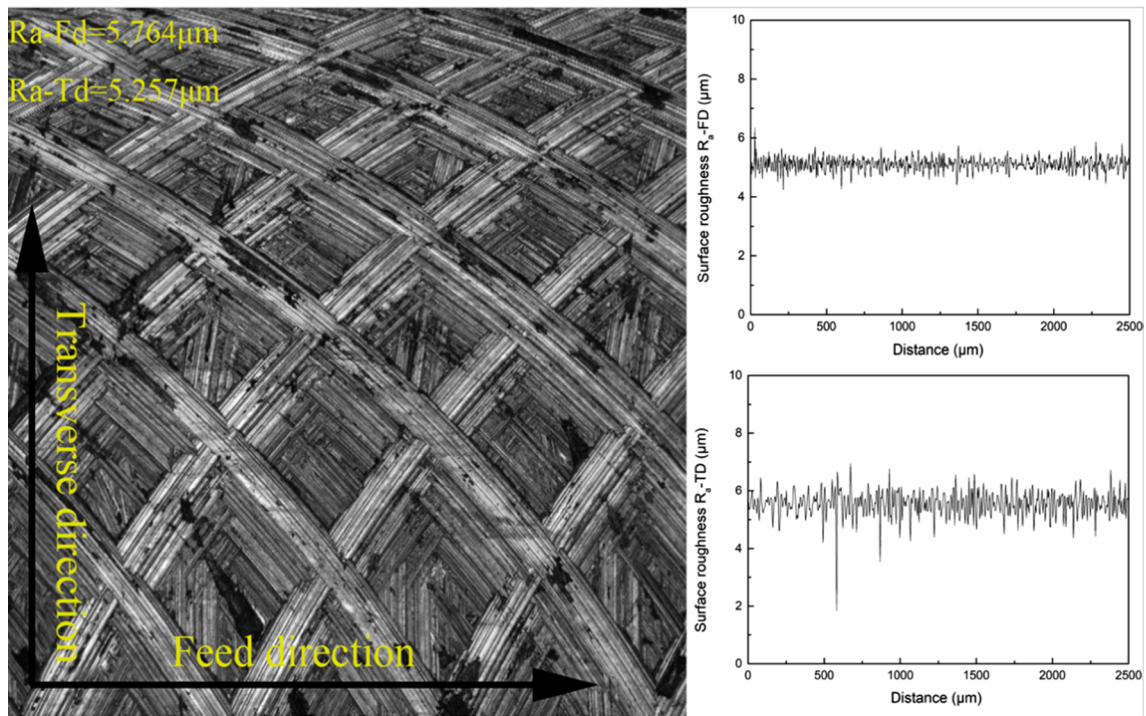 Ra-Fd=5.764μm
Ra-Td=5.257μm
Transverse direction
Feed direction
10
8
6
4
2
0
Surface roughness Ra-FD (μm)
0 500 1000 1500 2000 2500
Distance (μm)
10
8
6
4
2
0
Surface roughness Ra-TD (μm)
0 500 1000 1500 2000 2500
Distance (μm)